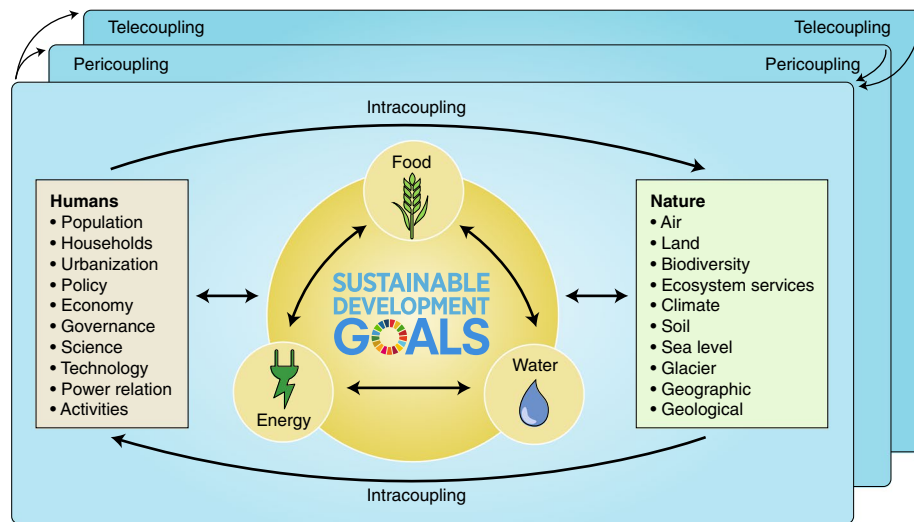 Telecoupling Telecoupling
Pericoupling Pericoupling
Intracoupling
Food
Humans
• Population
• Households
• Urbanization
• Policy
• Economy
• Governance
• Science
• Technology
• Power relation
• Activities
SUSTAINABLE
DEVELOPMENT
GOALS
Energy
Water
Nature
• Air
• Land
• Biodiversity
• Ecosystem services
• Climate
• Soil
• Sea level
• Glacier
• Geographic
• Geological
Intracoupling